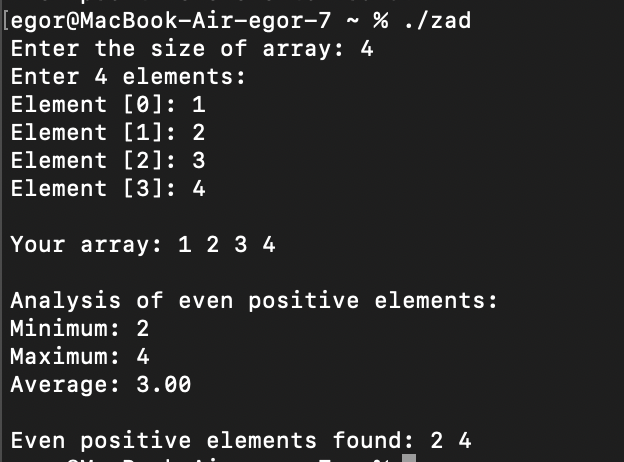 [egor@MacBook-Air-egor-7 ~ % ./zad
Enter the size of array: 4
Enter 4 elements:
Element [0]: 1
Element [1]: 2
Element [2]: 3
Element [3]: 4
Your array: 1 2 3 4
Analysis of even positive elements:
Minimum: 2
Maximum: 4
Average: 3.00
Even positive elements found: 2 4